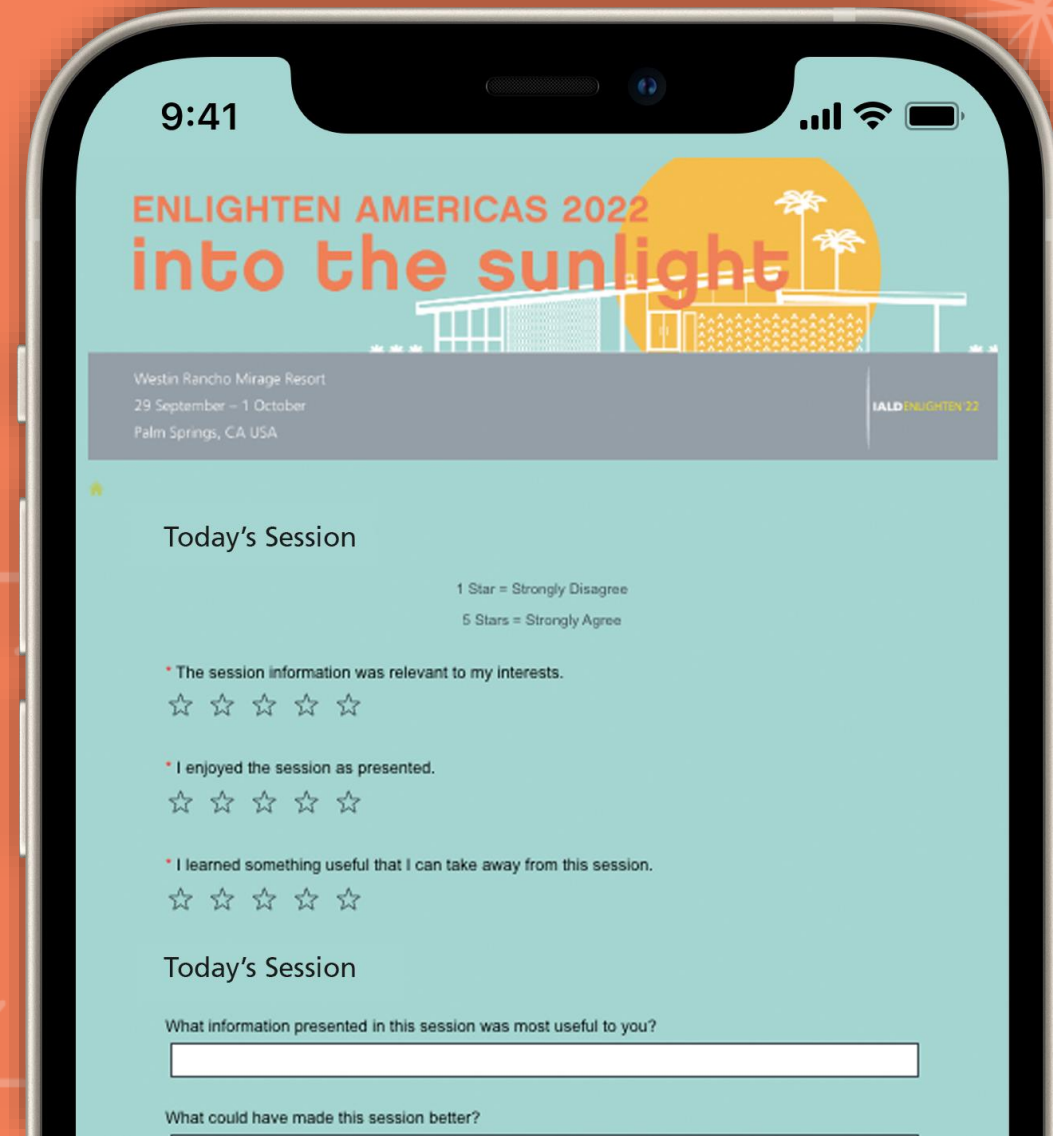 9:41
ENLIGHTEN AMERICAS 2022
into the sunlight
Westin Rancho Mirage Resort
29 September – 1 October
Palm Springs, CA USA
IALD ENLIGHTEN'22
Today's Session
1 Star = Strongly Disagree
5 Stars = Strongly Agree
* The session information was relevant to my interests.
* I enjoyed the session as presented.
* I learned something useful that I can take away from this session.
Today's Session
What information presented in this session was most useful to you?
What could have made this session better?